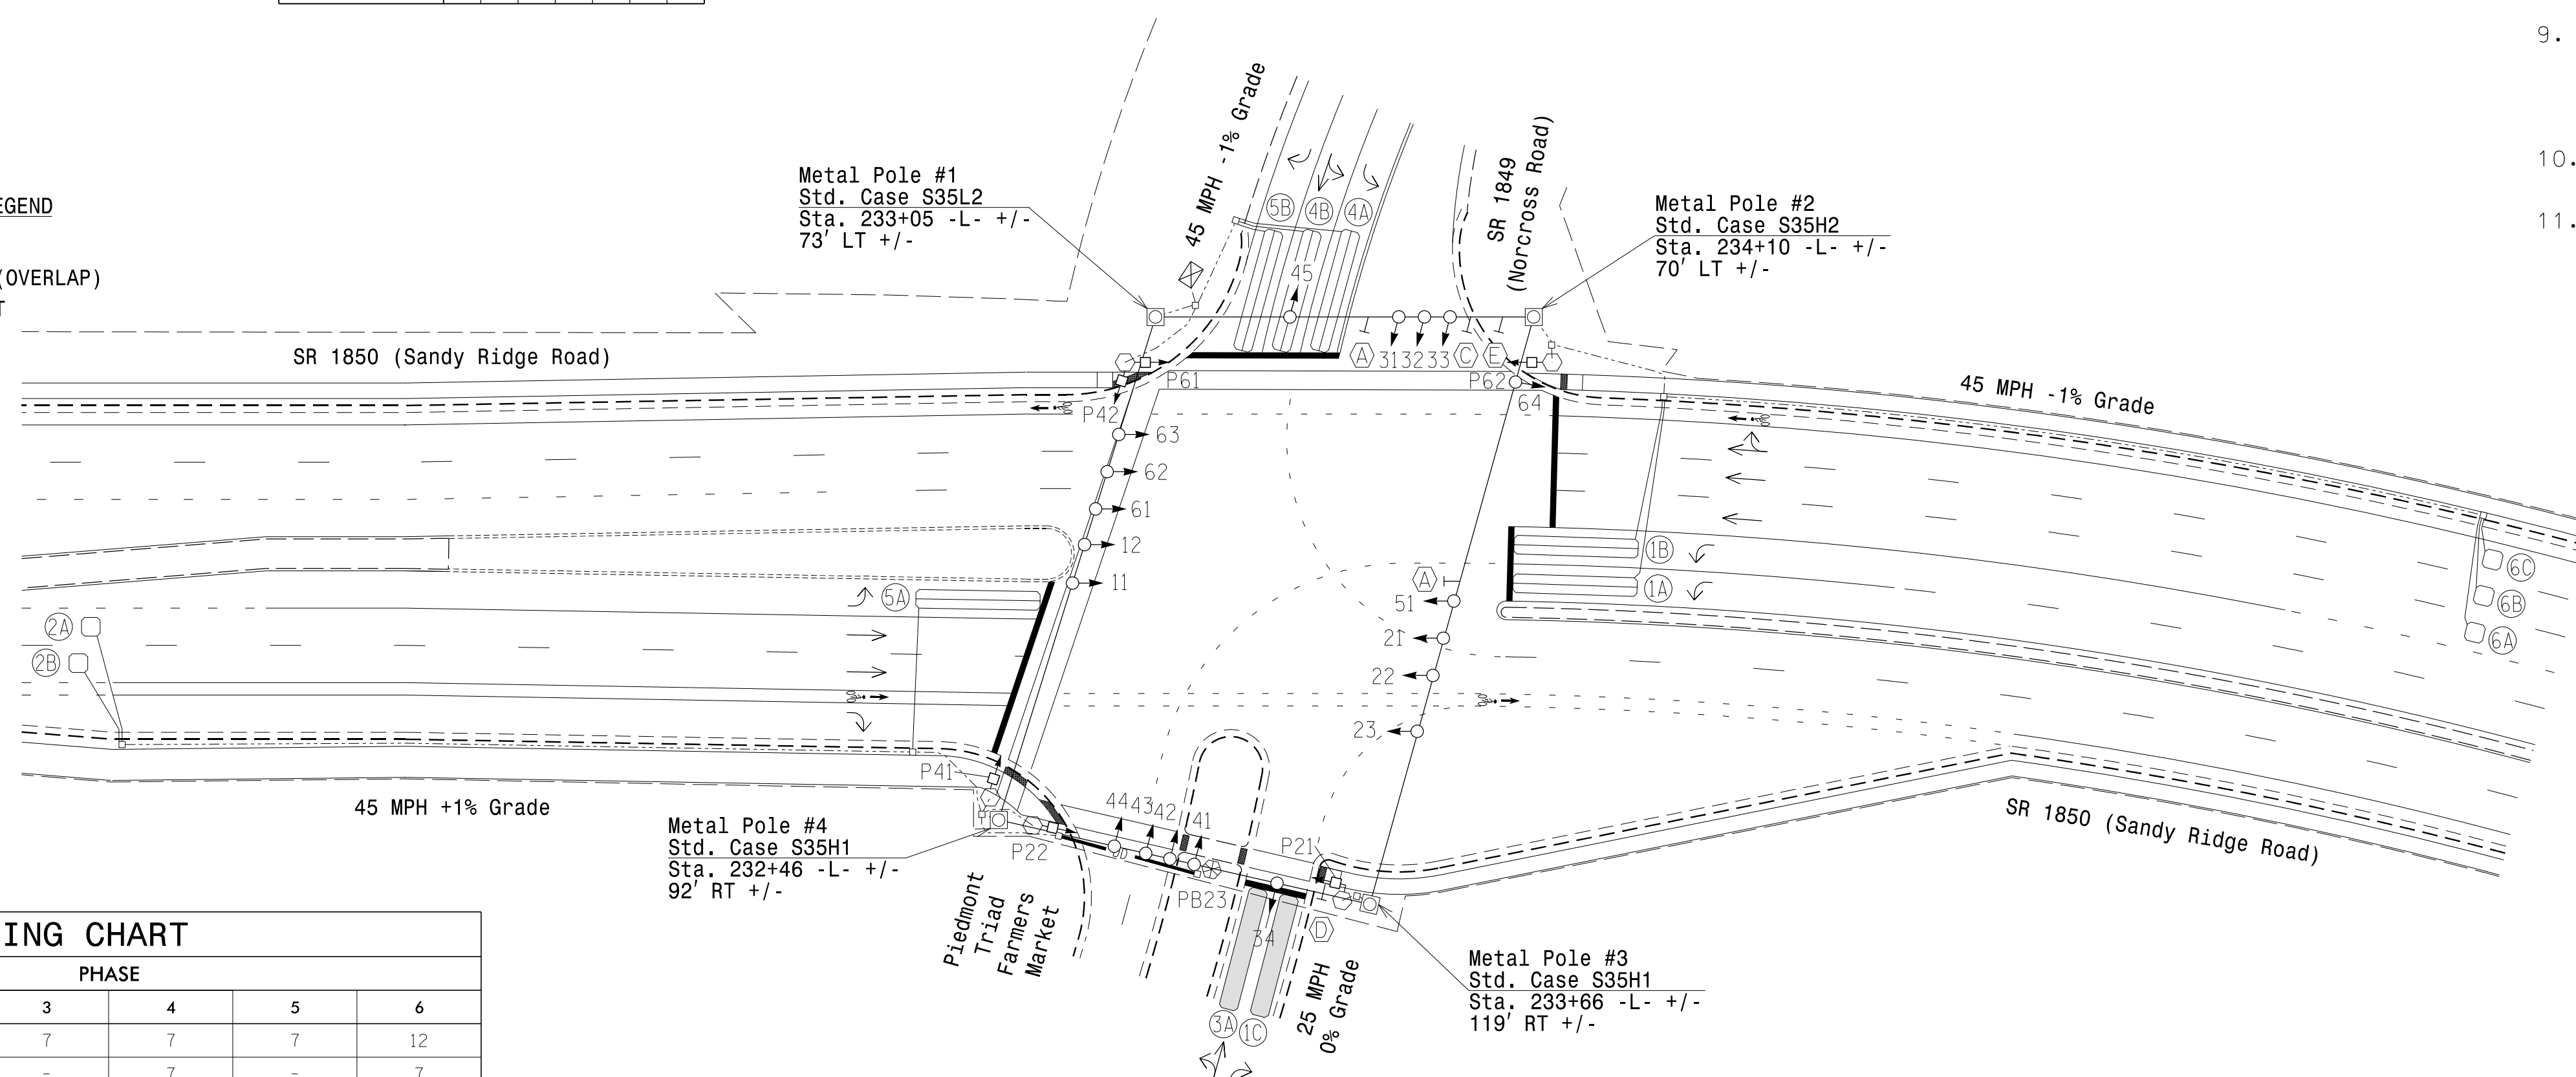 9.
10.
11.
EGEND
(OVERLAP)
T
Metal Pole #1
Std. Case S35L2
Sta. 233+05 -L- +/-
73' LT +/-
45 MPH -1% Grade
SR 1849
(Norcross Road)
Metal Pole #2
Std. Case S35H2
Sta. 234+10 -L- +/-
70' LT +/-
5B 4B 4A
45
SR 1850 (Sandy Ridge Road)
A 31 32 33 C E
P61
P62
P42
64
45 MPH -1% Grade
63
62
61
12
11
1B
1A
A
51
21
22
23
5A
2A
2B
6C
6B
6A
P41
45 MPH +1% Grade
Metal Pole #4
Std. Case S35H1
Sta. 232+46 -L- +/-
92' RT +/-
P22
44 43 42 41
P21
PB23
34
D
Piedmont
Triad
Farmers
Market
3A 1C
25 MPH
0% Grade
SR 1850 (Sandy Ridge Road)
Metal Pole #3
Std. Case S35H1
Sta. 233+66 -L- +/-
119' RT +/-
ING CHART
PHASE
3 4 5 6
7 7 7 12
- 7 - 7